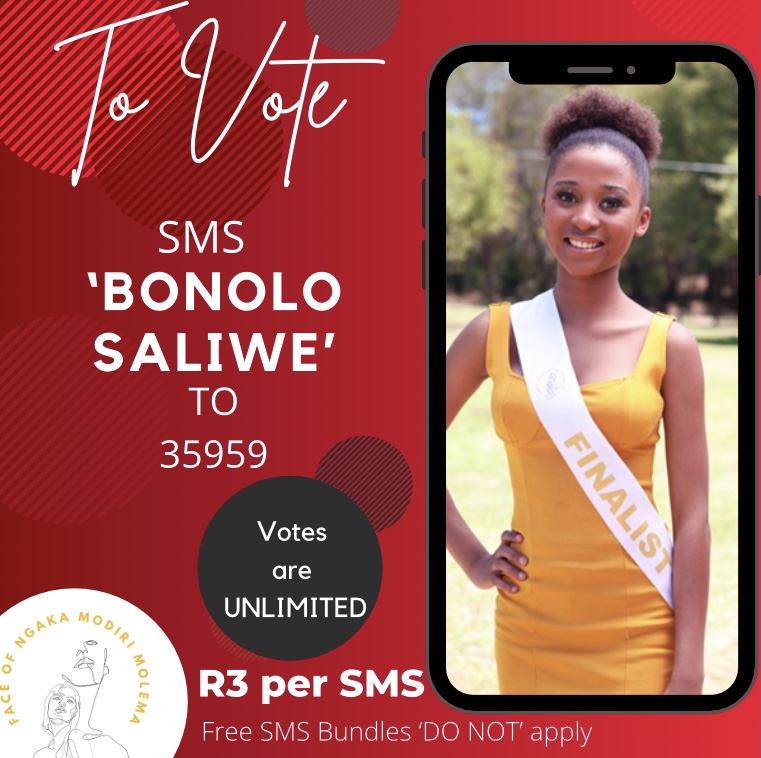 To Vote
SMS
‘BONOLO
SALIWE’
TO
35959
Votes
are
UNLIMITED
R3 per SMS
Free SMS Bundles ‘DO NOT’ apply
FACE OF NGAKA MODIRI MOLEMA
FINALIST